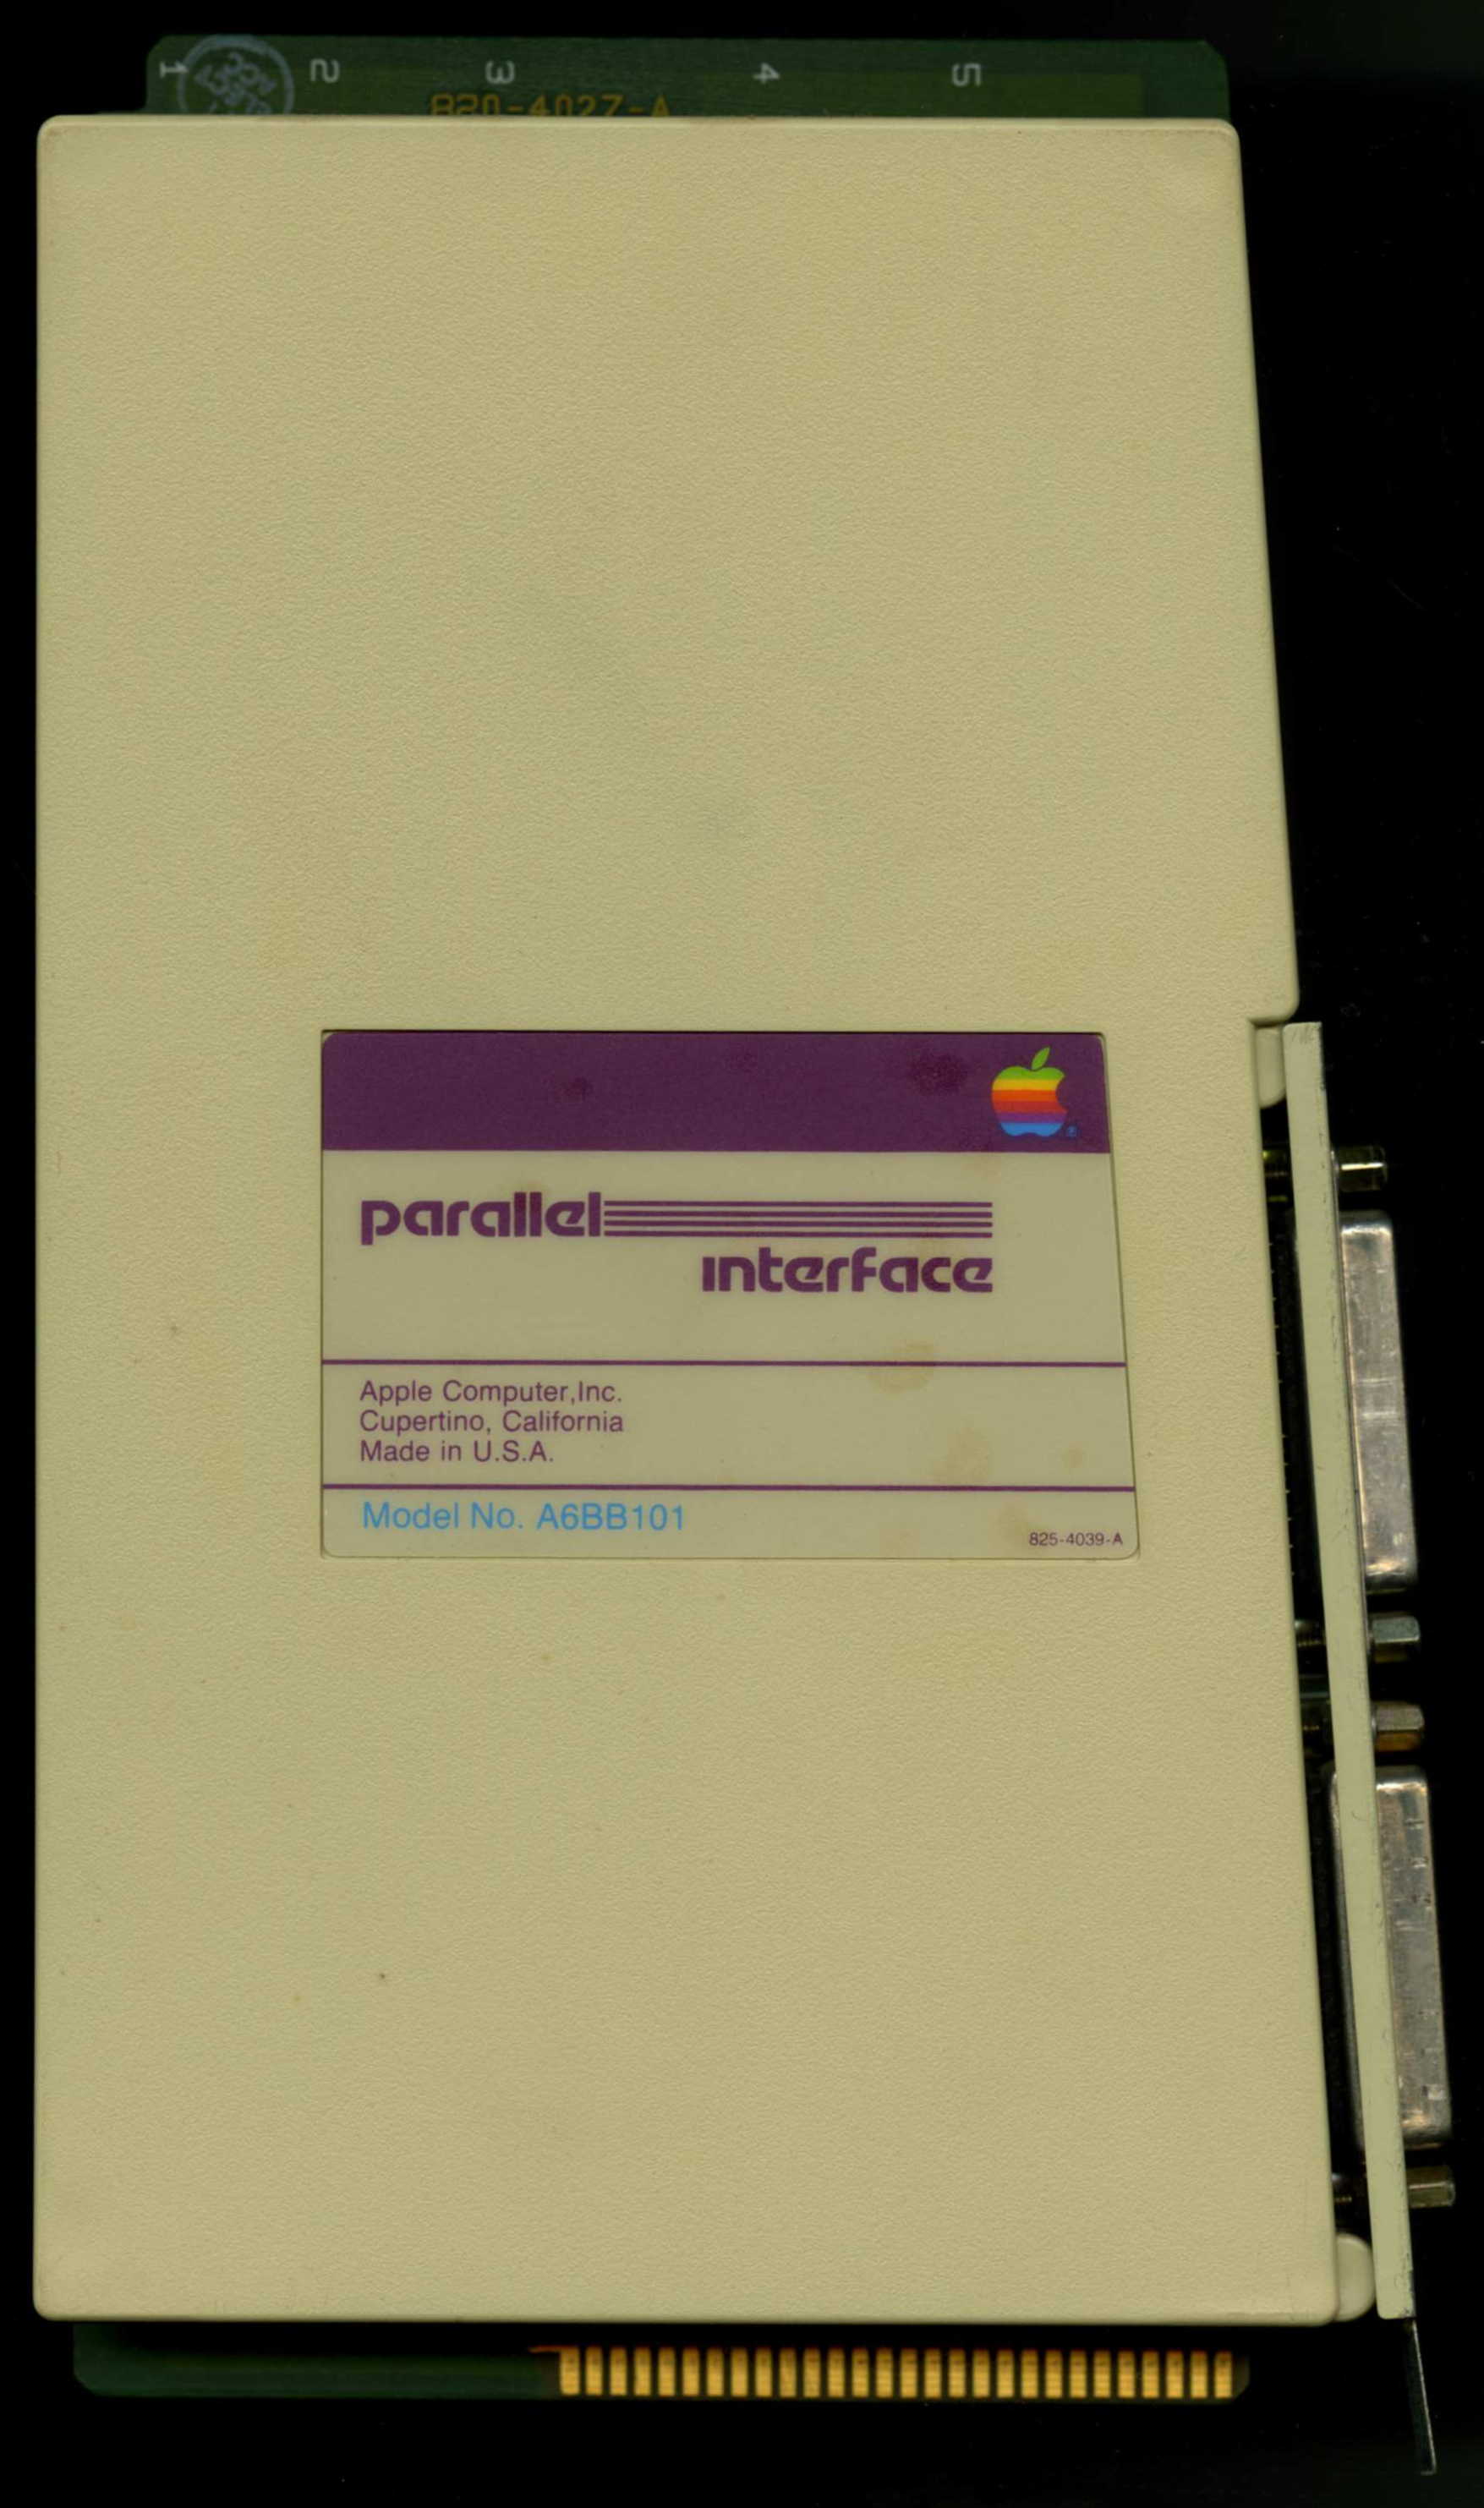 1 2 3 4 5
820-4027-A
®
parallel
interface
Apple Computer,Inc.
Cupertino, California
Made in U.S.A.
Model No. A6BB101
825-4039-A